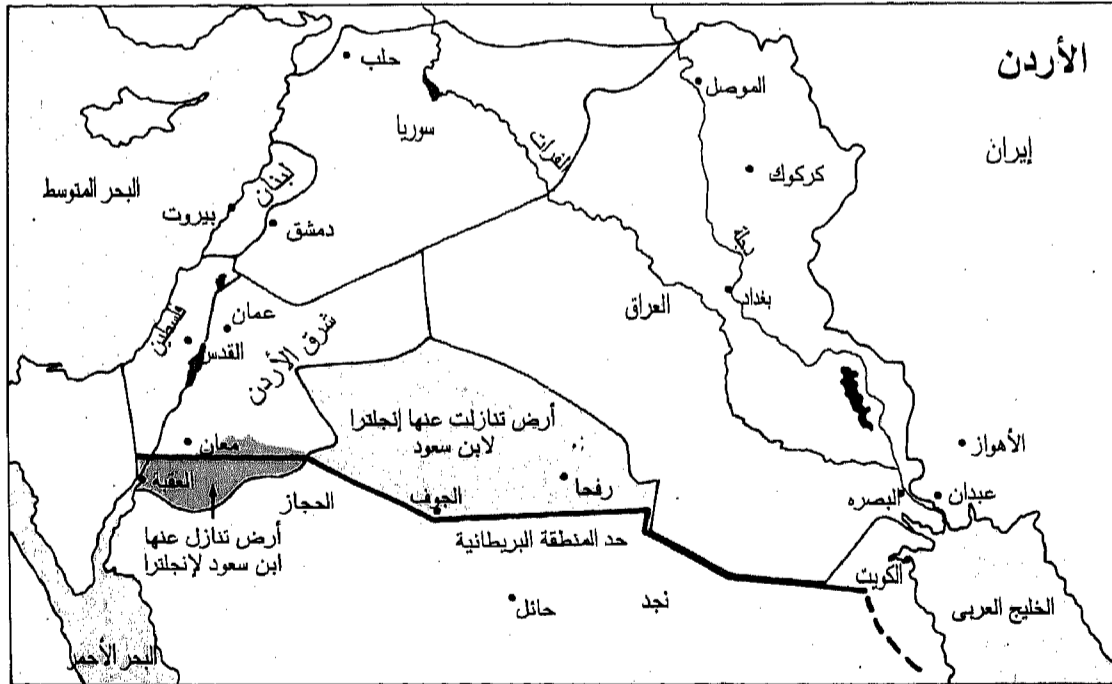 الأردن
حلب
الموصل
سوريا
إيران
الفرات
كركوك
لبنان
البحر المتوسط
بيروت
دمشق
بغداد
العراق
فلسطين
عمان
القدس
شرق الأردن
أرض تنازلت عنها إنجلترا
لابن سعود
معان
الأهواز
العقبة
رفحا
الجوف
الحجاز
البصره
عبدان
أرض تنازل عنها
ابن سعود لإنجلترا
حد المنطقة البريطانية
الكويت
نجد
حائل
الخليج العربى
البحر الأحمر